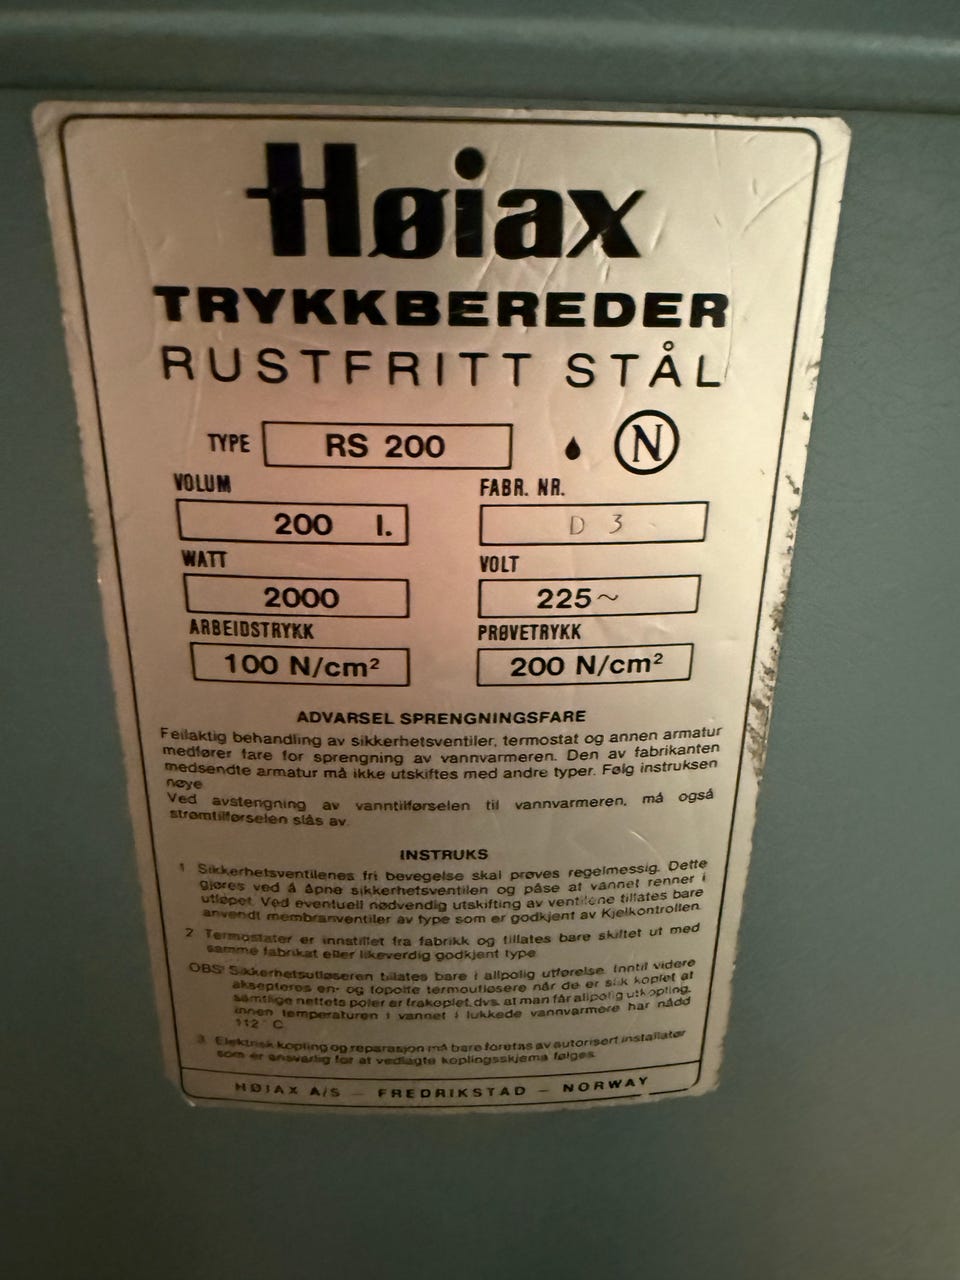 Høiax
TRYKKBEREDER
RUSTFRITT STÅL
TYPE RS 200 N
VOLUM FABR. NR.
200 l. D 3
WATT VOLT
2000 225~
ARBEIDSTRYKK PRØVETRYKK
100 N/cm² 200 N/cm²
ADVARSEL SPRENGNINGSFARE
Feilaktig behandling av sikkerhetsventiler, termostat og annen armatur
medfører fare for sprengning av vannvarmeren. Den av fabrikanten
medsendte armatur må ikke utskiftes med andre typer. Følg instruksen
nøye
Ved avstengning av vanntilførselen til vannvarmeren, må også
strømtilførselen slås av.
INSTRUKS
1 Sikkerhetsventilenes fri bevegelse skal prøves regelmessig. Dette
gjøres ved å åpne sikkerhetsventilen og påse at vannet renner i
utløpet. Ved eventuell nødvendig utskifting av ventilene tillates bare
anvendt membranventiler av type som er godkjent av Kjelkontrollen.
2 Termostater er innstillet fra fabrikk og tillates bare skiftet ut med
samme fabrikat eller likeverdig godkjent type
OBS! Sikkerhetsutløseren tillates bare i allpolig utførelse. Inntil videre
aksepteres en- og topolte termoutløsere når de er slik koplet at
samtlige nettets poler er frakoplet, dvs. at man får allpolig utkopling,
innen temperaturen i vannet i lukkede vannvarmere har nådd
112° C
3 Elektrisk kopling og reparasjon må bare foretas av autorisert installatør
som er ansvarlig for at vedlagte koplingsskjema følges.
HØIAX A/S – FREDRIKSTAD – NORWAY